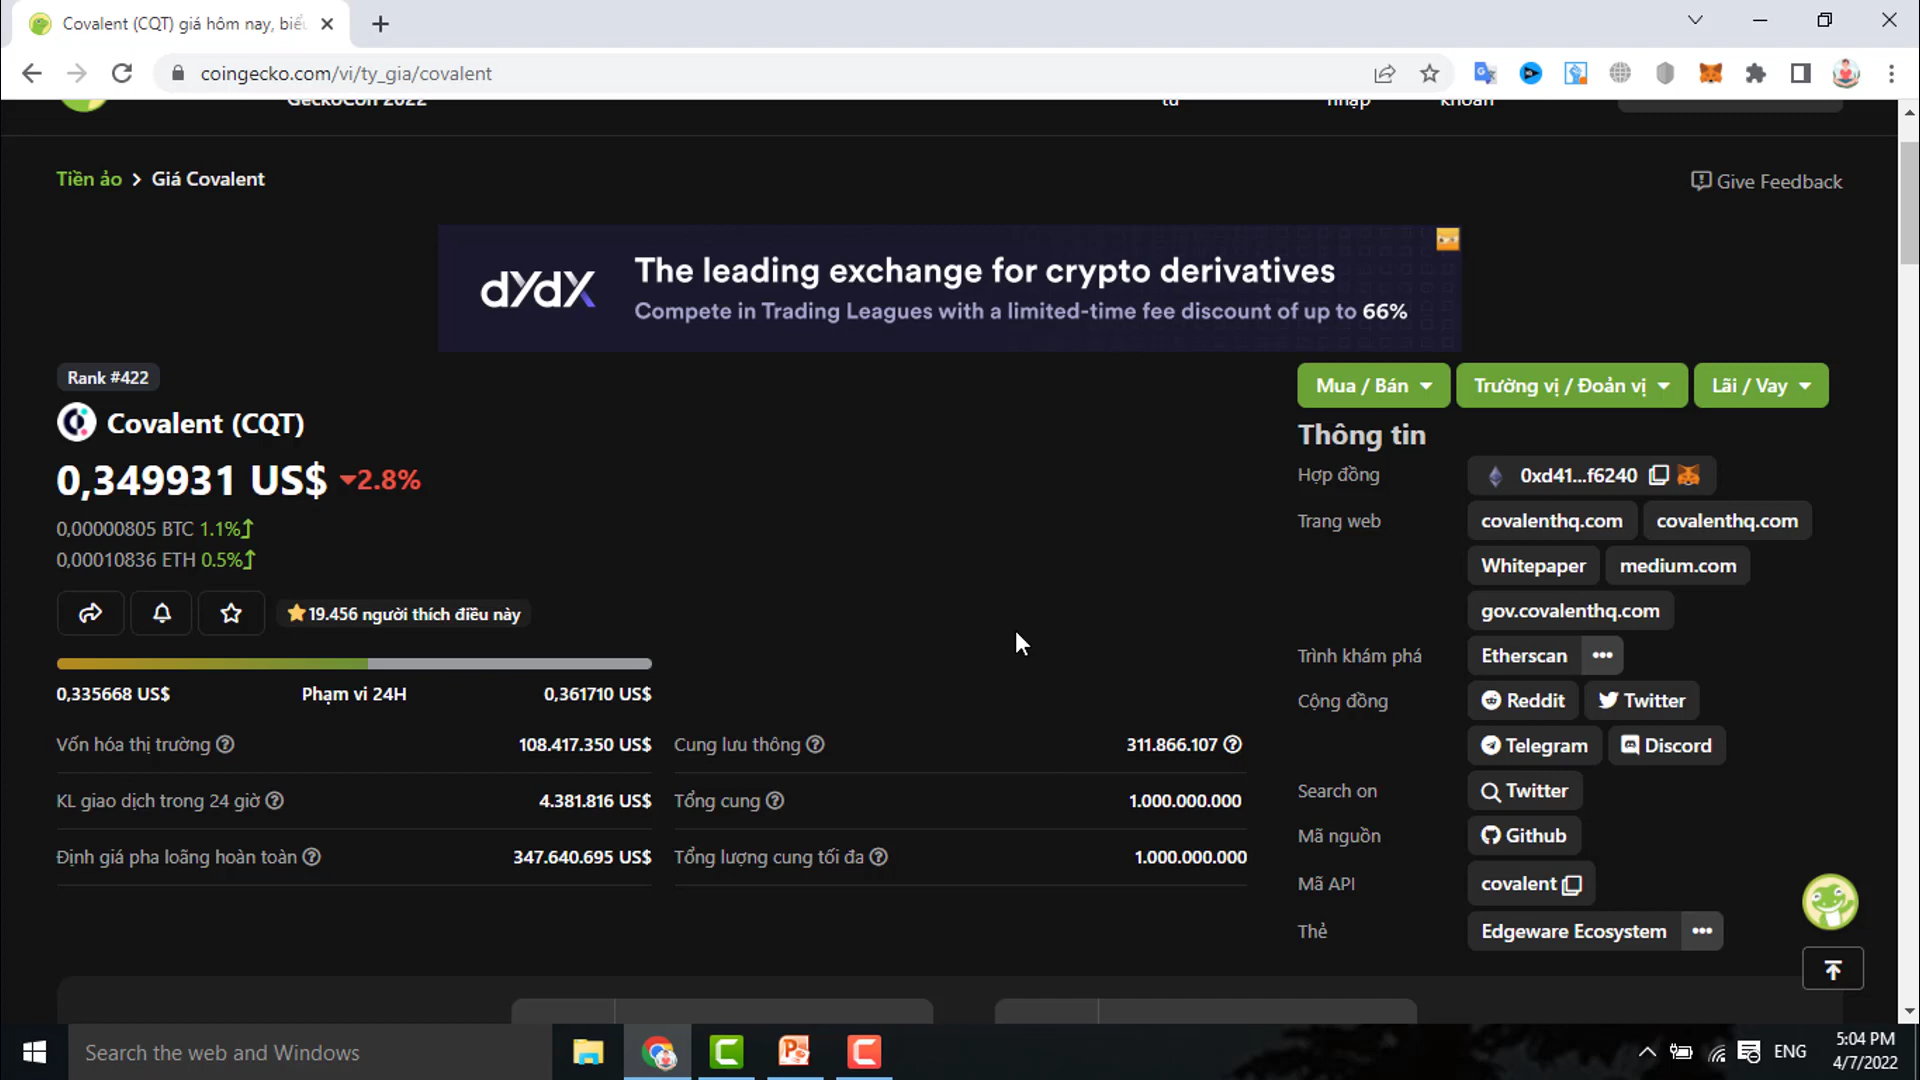 Covalent (CQT) giá hôm nay, biểu
coingecko.com/vi/ty_gia/covalent
GeckoCon 2022
tư
nhập
khoản
Tiền ảo > Giá Covalent
Give Feedback
dYdX
The leading exchange for crypto derivatives
Compete in Trading Leagues with a limited-time fee discount of up to 66%
Rank #422
Covalent (CQT)
0,349931 US$ 2.8%
0,00000805 BTC 1.1%
0,00010836 ETH 0.5%
19.456 người thích điều này
0,335668 US$ Phạm vi 24H 0,361710 US$
Vốn hóa thị trường 108.417.350 US$
KL giao dịch trong 24 giờ 4.381.816 US$
Định giá pha loãng hoàn toàn 347.640.695 US$
Cung lưu thông 311.866.107
Tổng cung 1.000.000.000
Tổng lượng cung tối đa 1.000.000.000
Mua / Bán Trường vị / Đoản vị Lãi / Vay
Thông tin
Hợp đồng 0xd41...f6240
Trang web covalenthq.com covalenthq.com
Whitepaper medium.com
gov.covalenthq.com
Trình khám phá Etherscan •••
Cộng đồng Reddit Twitter
Telegram Discord
Search on Twitter
Mã nguồn Github
Mã API covalent
Thẻ Edgeware Ecosystem •••
Search the web and Windows
ENG
5:04 PM
4/7/2022